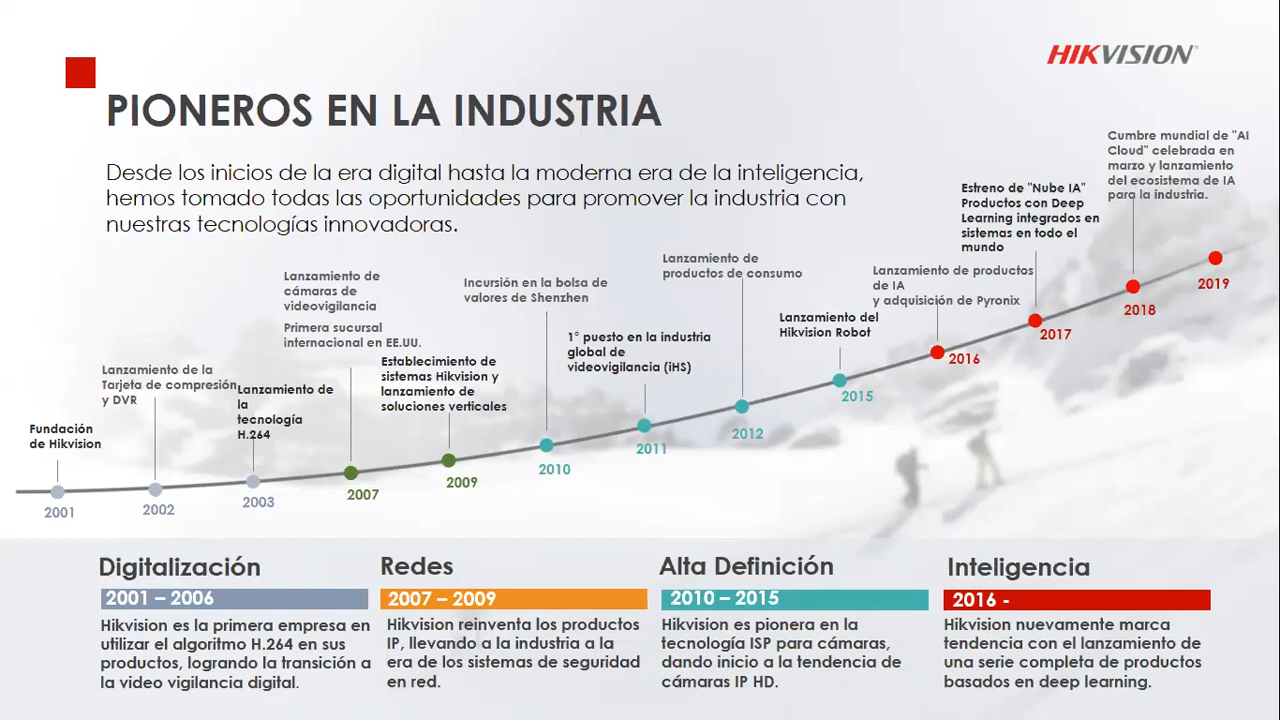 HIKVISION
PIONEROS EN LA INDUSTRIA
Desde los inicios de la era digital hasta la moderna era de la inteligencia,
hemos tomado todas las oportunidades para promover la industria con
nuestras tecnologías innovadoras.
Fundación
de Hikvision
2001
Lanzamiento de la
Tarjeta de compresión
y DVR
2002
Lanzamiento de
la
tecnología
H.264
2003
Lanzamiento de
cámaras de
videovigilancia
Primera sucursal
internacional en EE.UU.
2007
Establecimiento de
sistemas Hikvision y
lanzamiento de
soluciones verticales
2009
Incursión en la bolsa de
valores de Shenzhen
2010
1° puesto en la industria
global de
videovigilancia (iHS)
2011
Lanzamiento de
productos de consumo
2012
Lanzamiento del
Hikvision Robot
2015
Lanzamiento de productos
de IA
y adquisición de Pyronix
2016
Estreno de "Nube IA"
Productos con Deep
Learning integrados en
sistemas en todo el
mundo
2017
Cumbre mundial de "AI
Cloud" celebrada en
marzo y lanzamiento
del ecosistema de IA
para la industria.
2018
2019
Digitalización
2001 – 2006
Hikvision es la primera empresa en
utilizar el algoritmo H.264 en sus
productos, logrando la transición a
la video vigilancia digital.
Redes
2007 – 2009
Hikvision reinventa los productos
IP, llevando a la industria a la
era de los sistemas de seguridad
en red.
Alta Definición
2010 – 2015
Hikvision es pionera en la
tecnología ISP para cámaras,
dando inicio a la tendencia de
cámaras IP HD.
Inteligencia
2016 -
Hikvision nuevamente marca
tendencia con el lanzamiento de
una serie completa de productos
basados en deep learning.